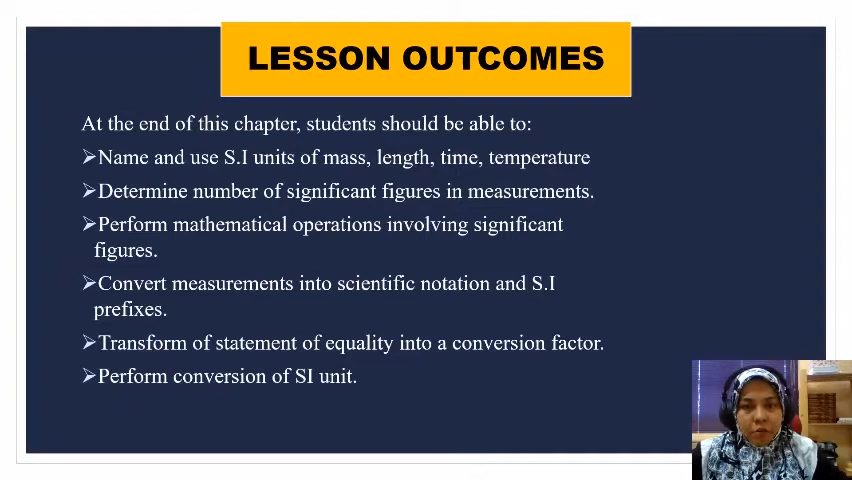 LESSON OUTCOMES
At the end of this chapter, students should be able to:
➢Name and use S.I units of mass, length, time, temperature
➢Determine number of significant figures in measurements.
➢Perform mathematical operations involving significant
figures.
➢Convert measurements into scientific notation and S.I
prefixes.
➢Transform of statement of equality into a conversion factor.
➢Perform conversion of SI unit.